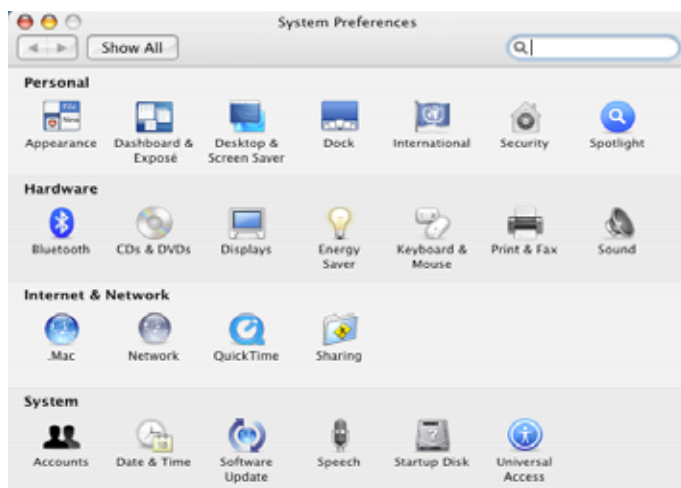 System Preferences
Show All
Personal
Appearance
Dashboard &
Exposé
Desktop &
Screen Saver
Dock
International
Security
Spotlight
Hardware
Bluetooth
CDs & DVDs
Displays
Energy
Saver
Keyboard &
Mouse
Print & Fax
Sound
Internet & Network
.Mac
Network
QuickTime
Sharing
System
Accounts
Date & Time
Software
Update
Speech
Startup Disk
Universal
Access